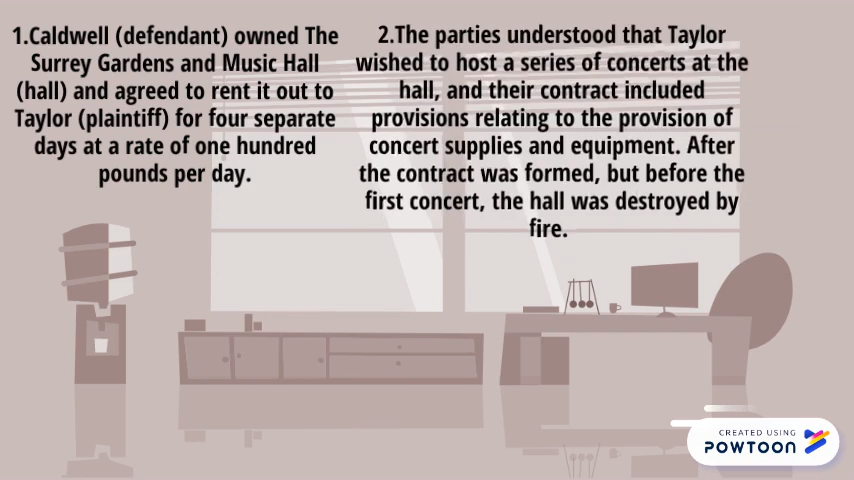 1.Caldwell (defendant) owned The
Surrey Gardens and Music Hall
(hall) and agreed to rent it out to
Taylor (plaintiff) for four separate
days at a rate of one hundred
pounds per day.
2.The parties understood that Taylor
wished to host a series of concerts at the
hall, and their contract included
provisions relating to the provision of
concert supplies and equipment. After
the contract was formed, but before the
first concert, the hall was destroyed by
fire.
CREATED USING
POWTOON